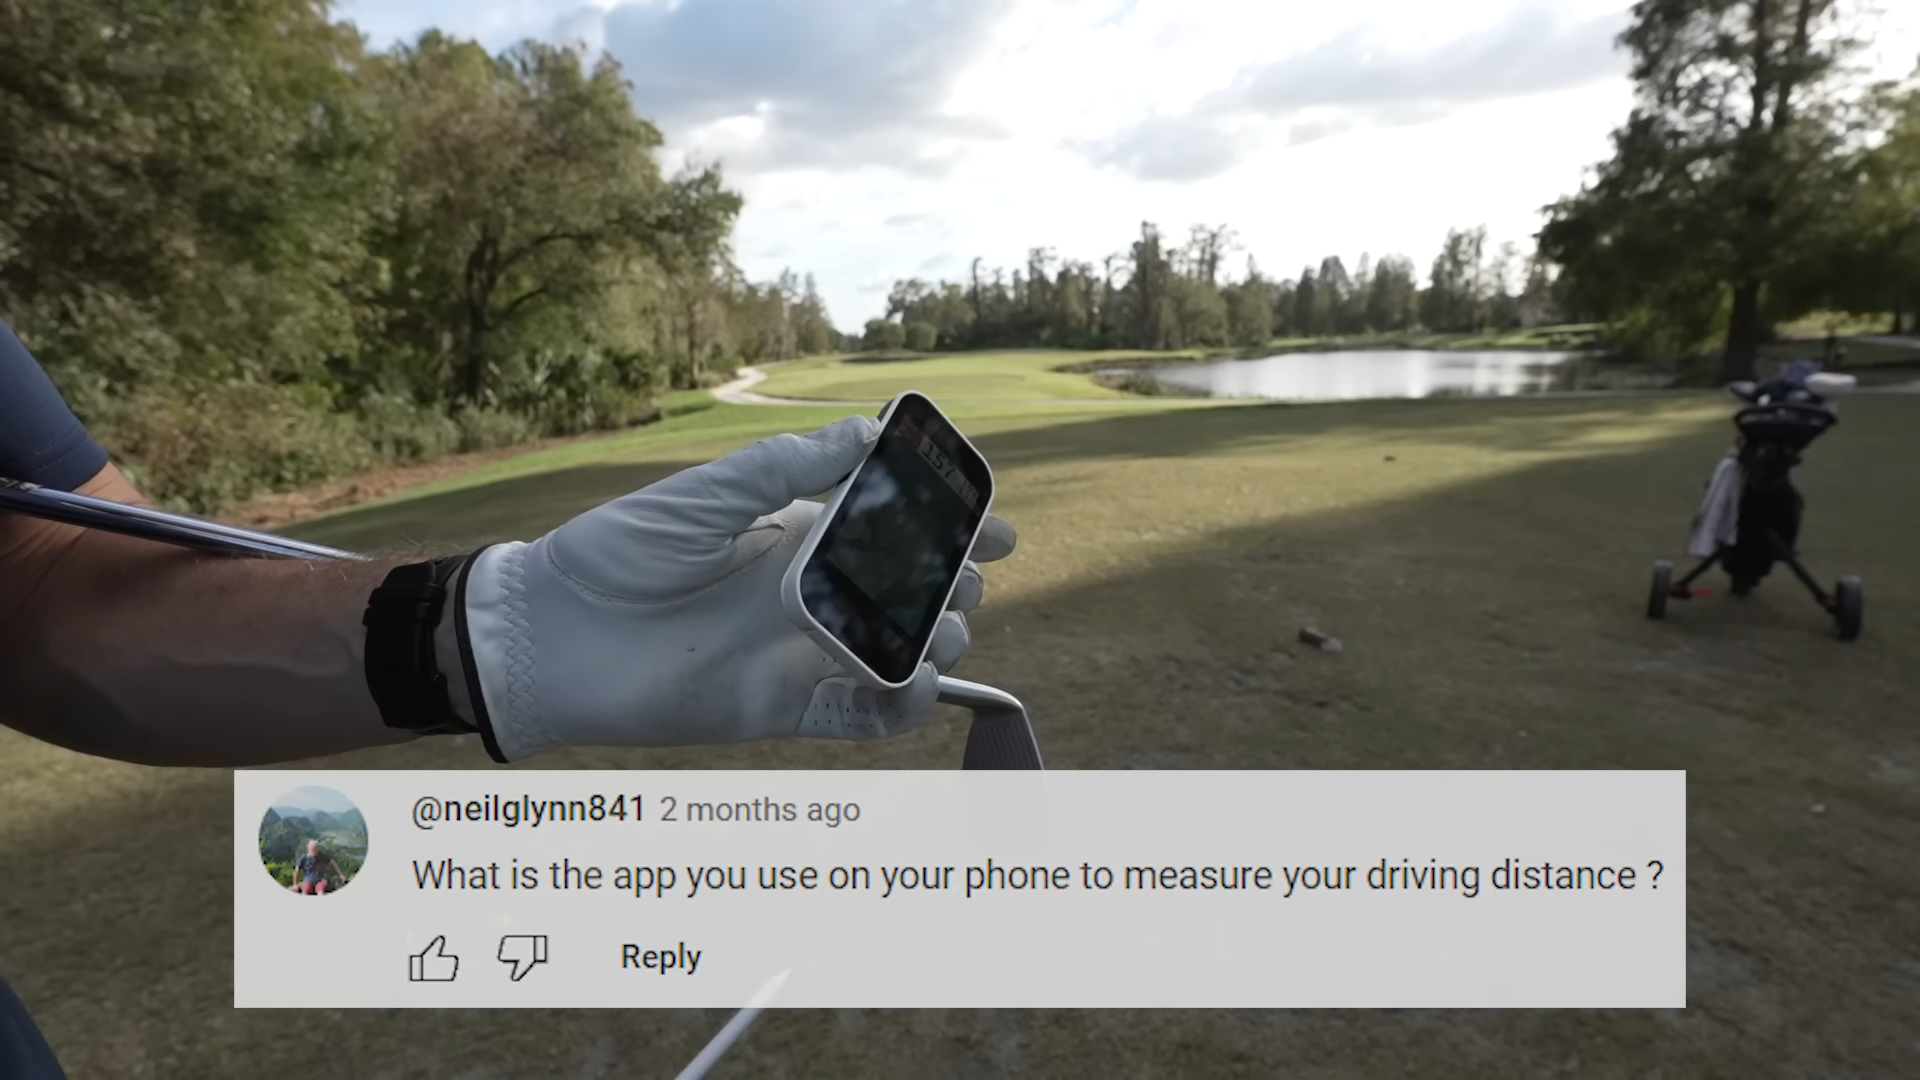 157
@neilglynn841 2 months ago
What is the app you use on your phone to measure your driving distance ?
Reply